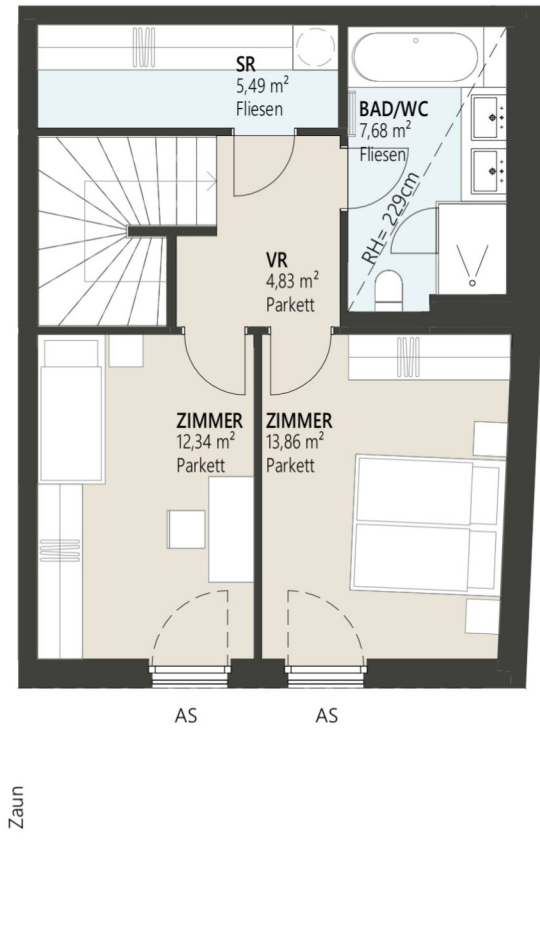 SR
5,49 m²
Fliesen
BAD/WC
7,68 m²
Fliesen
RH= 229cm
VR
4,83 m²
Parkett
ZIMMER
12,34 m²
Parkett
ZIMMER
13,86 m²
Parkett
AS
AS
Zaun